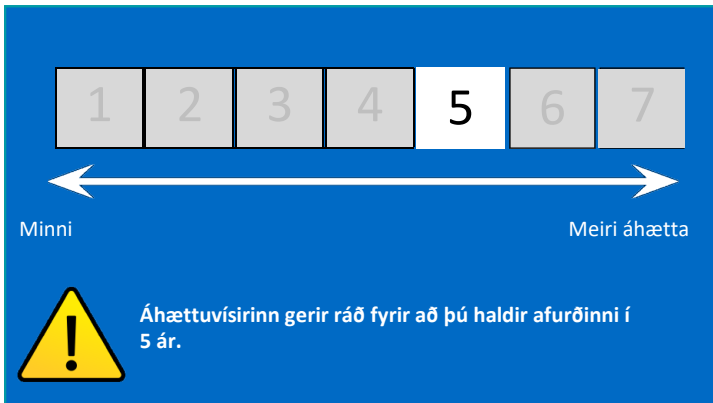 1 2 3 4 5 6 7
Minni Meiri áhætta
Áhættuvísirinn gerir ráð fyrir að þú haldir afurðinni í
5 ár.